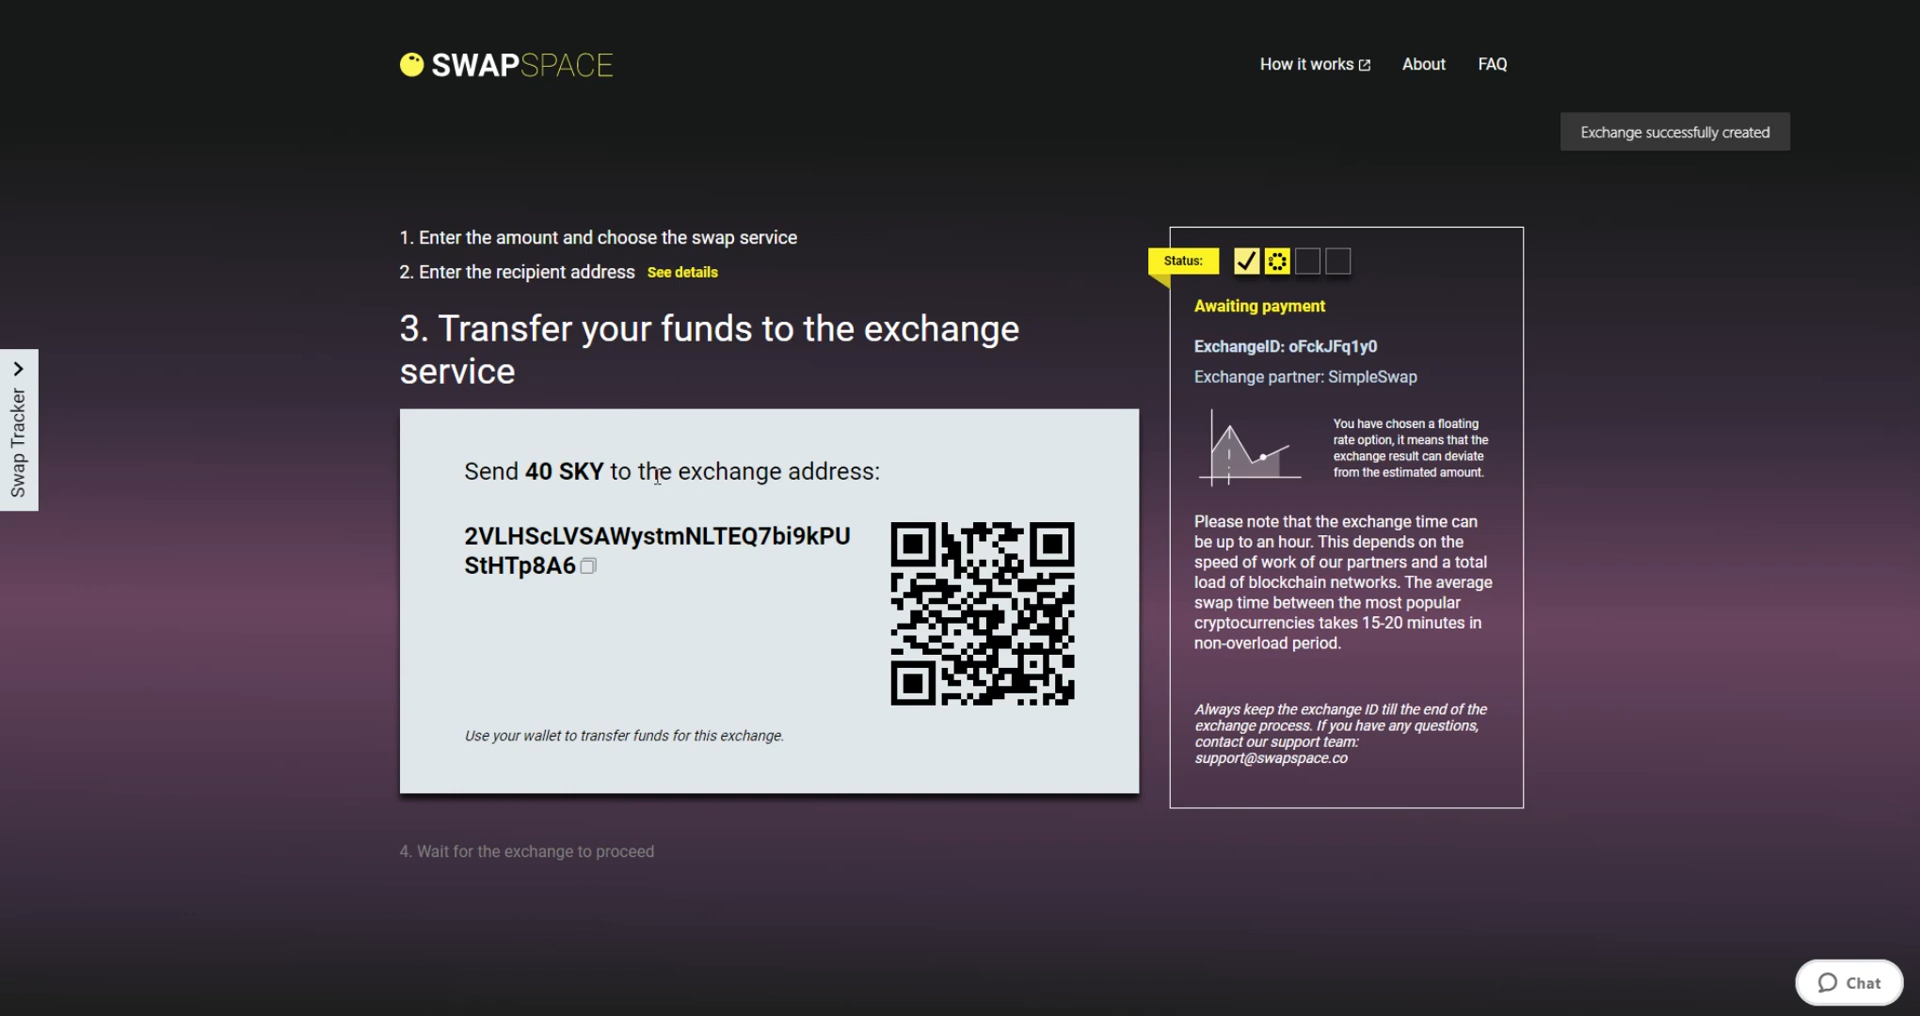 SWAPSPACE
How it works
About
FAQ
Exchange successfully created
1. Enter the amount and choose the swap service
2. Enter the recipient address See details
3. Transfer your funds to the exchange
service
Send 40 SKY to the exchange address:
2VLHScLVSAWystmNLTEQ7bi9kPU
StHTp8A6
Use your wallet to transfer funds for this exchange.
4. Wait for the exchange to proceed
Status:
Awaiting payment
ExchangeID: oFckJFq1y0
Exchange partner: SimpleSwap
You have chosen a floating
rate option, it means that the
exchange result can deviate
from the estimated amount.
Please note that the exchange time can
be up to an hour. This depends on the
speed of work of our partners and a total
load of blockchain networks. The average
swap time between the most popular
cryptocurrencies takes 15-20 minutes in
non-overload period.
Always keep the exchange ID till the end of the
exchange process. If you have any questions,
contact our support team:
support@swapspace.co
Swap Tracker
Chat